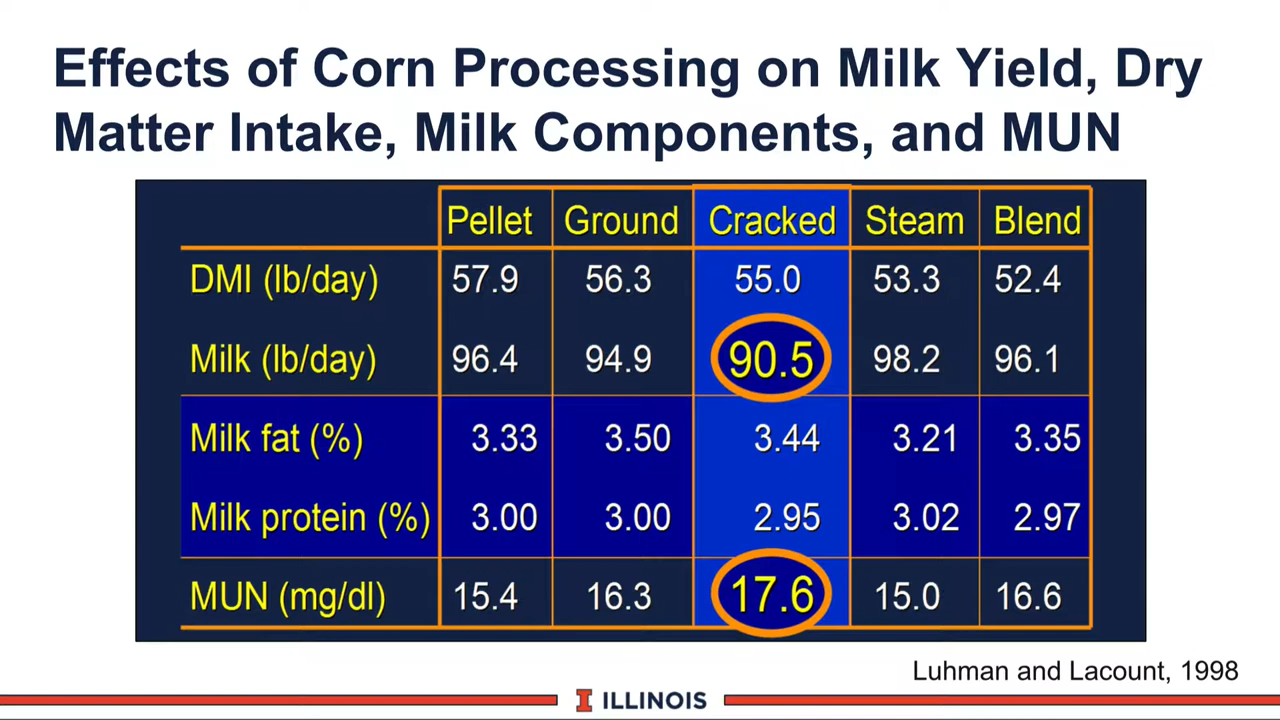 Effects of Corn Processing on Milk Yield, Dry
Matter Intake, Milk Components, and MUN
Pellet Ground Cracked Steam Blend
DMI (lb/day) 57.9 56.3 55.0 53.3 52.4
Milk (lb/day) 96.4 94.9 90.5 98.2 96.1
Milk fat (%) 3.33 3.50 3.44 3.21 3.35
Milk protein (%) 3.00 3.00 2.95 3.02 2.97
MUN (mg/dl) 15.4 16.3 17.6 15.0 16.6
Luhman and Lacount, 1998
I ILLINOIS